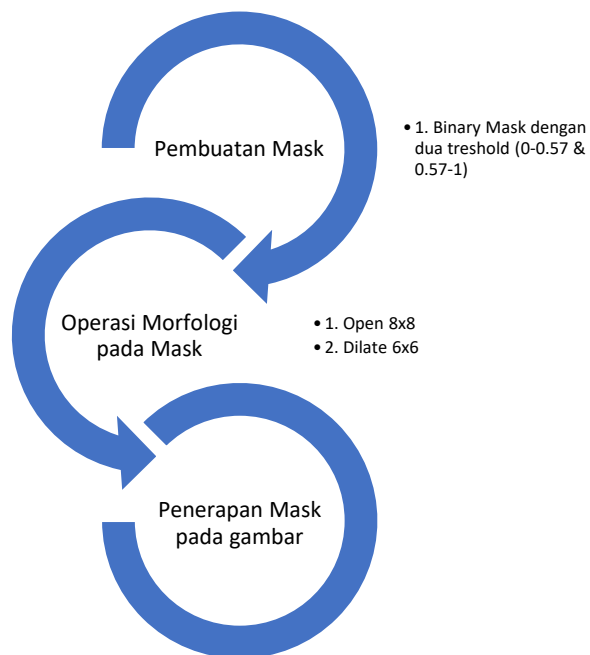 Pembuatan Mask
• 1. Binary Mask dengan
dua treshold (0-0.57 &
0.57-1)
Operasi Morfologi
pada Mask
• 1. Open 8x8
• 2. Dilate 6x6
Penerapan Mask
pada gambar